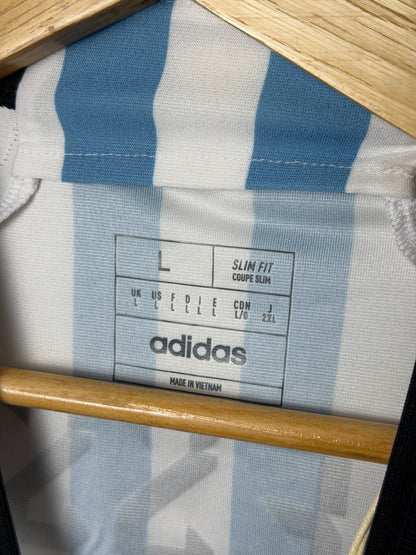 L
SLIM FIT
COUPE SLIM
UK US F D I E CDN J
L L L L L L L/G 2XL
adidas
MADE IN VIETNAM